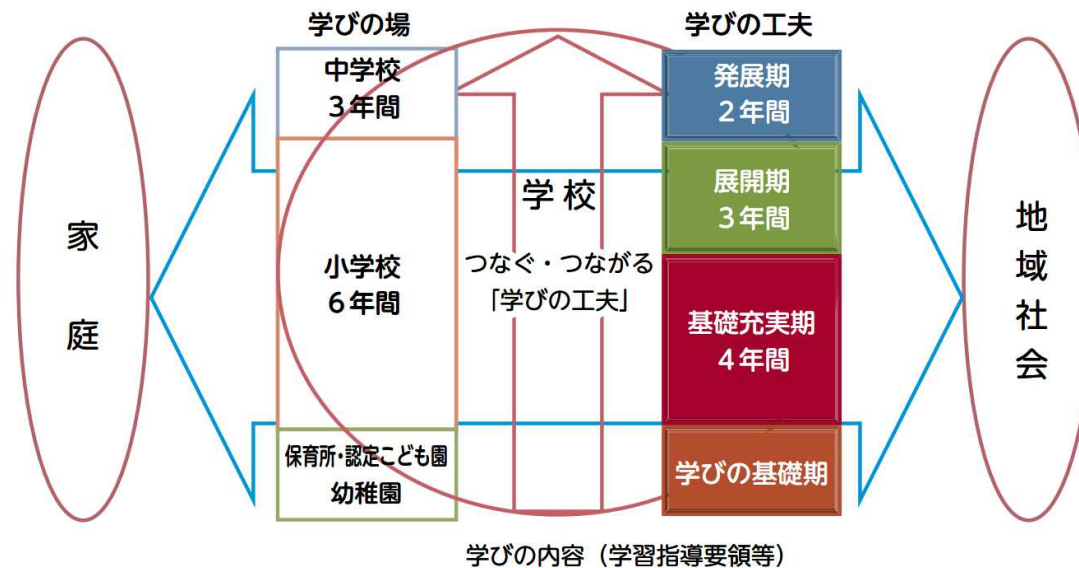 学びの場
学びの工夫
中学校
3年間
発展期
2年間
展開期
3年間
学校
家庭
小学校
6年間
つなぐ・つながる
「学びの工夫」
基礎充実期
4年間
地域社会
保育所・認定こども園
幼稚園
学びの基礎期
学びの内容（学習指導要領等）